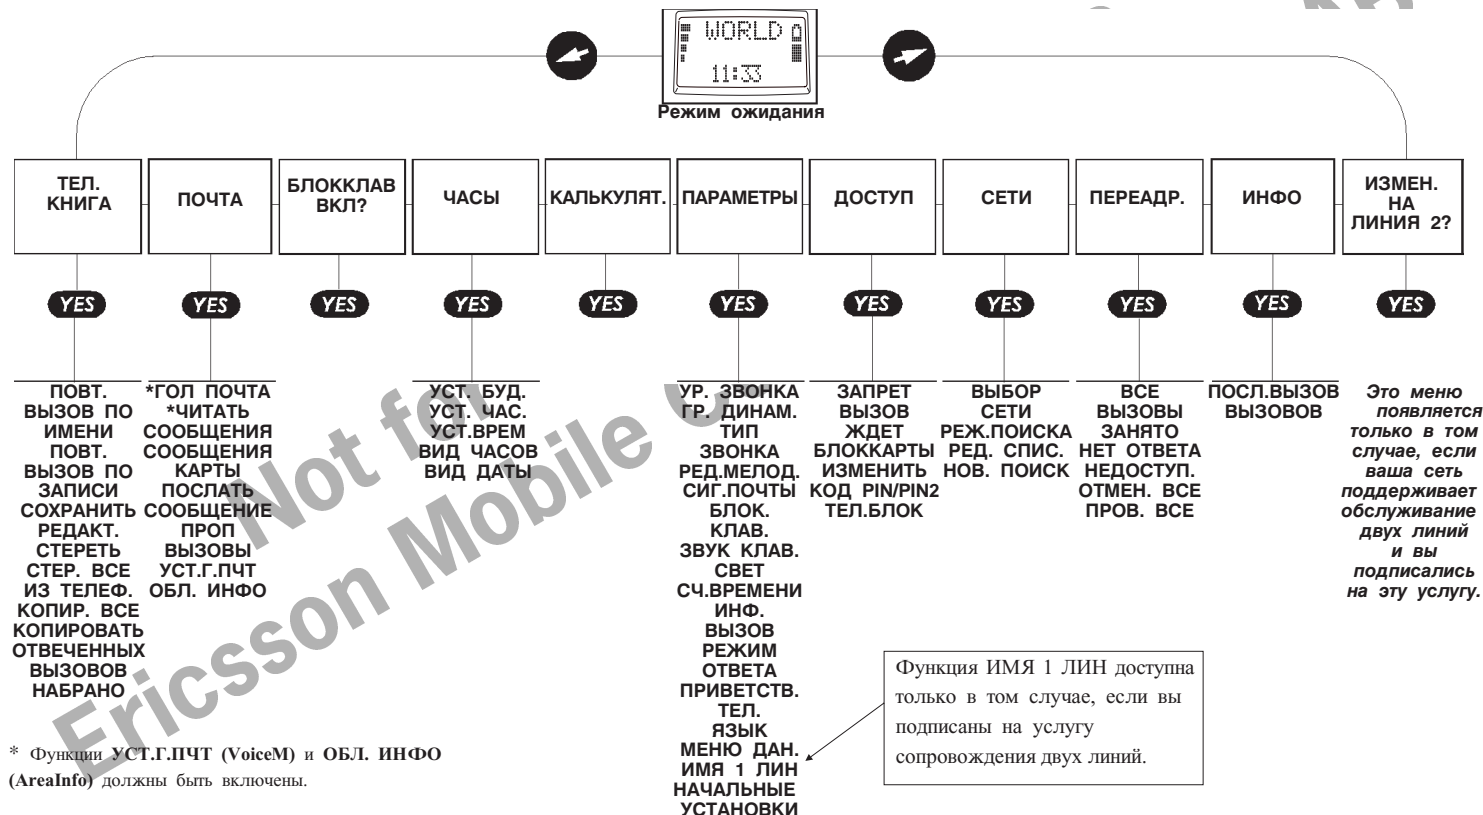 WORLD
11:33
Режим ожидания
ТЕЛ.
КНИГА
ПОЧТА
БЛОККЛАВ
ВКЛ?
ЧАСЫ
КАЛЬКУЛЯТ.
ПАРАМЕТРЫ
ДОСТУП
СЕТИ
ПЕРЕАДР.
ИНФО
ИЗМЕН.
НА
ЛИНИЯ 2?
YES
YES
YES
YES
YES
YES
YES
YES
YES
YES
YES
ПОВТ.
ВЫЗОВ ПО
ИМЕНИ
ПОВТ.
ВЫЗОВ ПО
ЗАПИСИ
СОХРАНИТЬ
РЕДАКТ.
СТЕРЕТЬ
СТЕР. ВСЕ
ИЗ ТЕЛЕФ.
КОПИР. ВСЕ
КОПИРОВАТЬ
ОТВЕЧЕННЫХ
ВЫЗОВОВ
НАБРАНО
*ГОЛ ПОЧТА
*ЧИТАТЬ
СООБЩЕНИЯ
СООБЩЕНИЯ
КАРТЫ
ПОСЛАТЬ
СООБЩЕНИЕ
ПРОП
ВЫЗОВЫ
УСТ.Г.ПЧТ
ОБЛ. ИНФО
УСТ. БУД.
УСТ. ЧАС.
УСТ.ВРЕМ
ВИД ЧАСОВ
ВИД ДАТЫ
УР. ЗВОНКА
ГР. ДИНАМ.
ТИП
ЗВОНКА
РЕД.МЕЛОД.
СИГ.ПОЧТЫ
БЛОК.
КЛАВ.
ЗВУК КЛАВ.
СВЕТ
СЧ.ВРЕМЕНИ
ИНФ.
ВЫЗОВ
РЕЖИМ
ОТВЕТА
ПРИВЕТСТВ.
ТЕЛ.
ЯЗЫК
МЕНЮ ДАН.
ИМЯ 1 ЛИН
НАЧАЛЬНЫЕ
УСТАНОВКИ
ЗАПРЕТ
ВЫЗОВ
ЖДЕТ
БЛОККАРТЫ
ИЗМЕНИТЬ
КОД PIN/PIN2
ТЕЛ.БЛОК
ВЫБОР
СЕТИ
РЕЖ.ПОИСКА
РЕД. СПИС.
НОВ. ПОИСК
ВСЕ
ВЫЗОВЫ
ЗАНЯТО
НЕТ ОТВЕТА
НЕДОСТУП.
ОТМЕН. ВСЕ
ПРОВ. ВСЕ
ПОСЛ.ВЫЗОВ
ВЫЗОВОВ
Это меню
появляется
только в том
случае, если
ваша сеть
поддерживает
обслуживание
двух линий
и вы
подписались
на эту услугу.
Функция ИМЯ 1 ЛИН доступна
только в том случае, если вы
подписаны на услугу
сопровождения двух линий.
* Функции УСТ.Г.ПЧТ (VoiceM) и ОБЛ. ИНФО
(AreaInfo) должны быть включены.
Not for
Ericsson Mobile